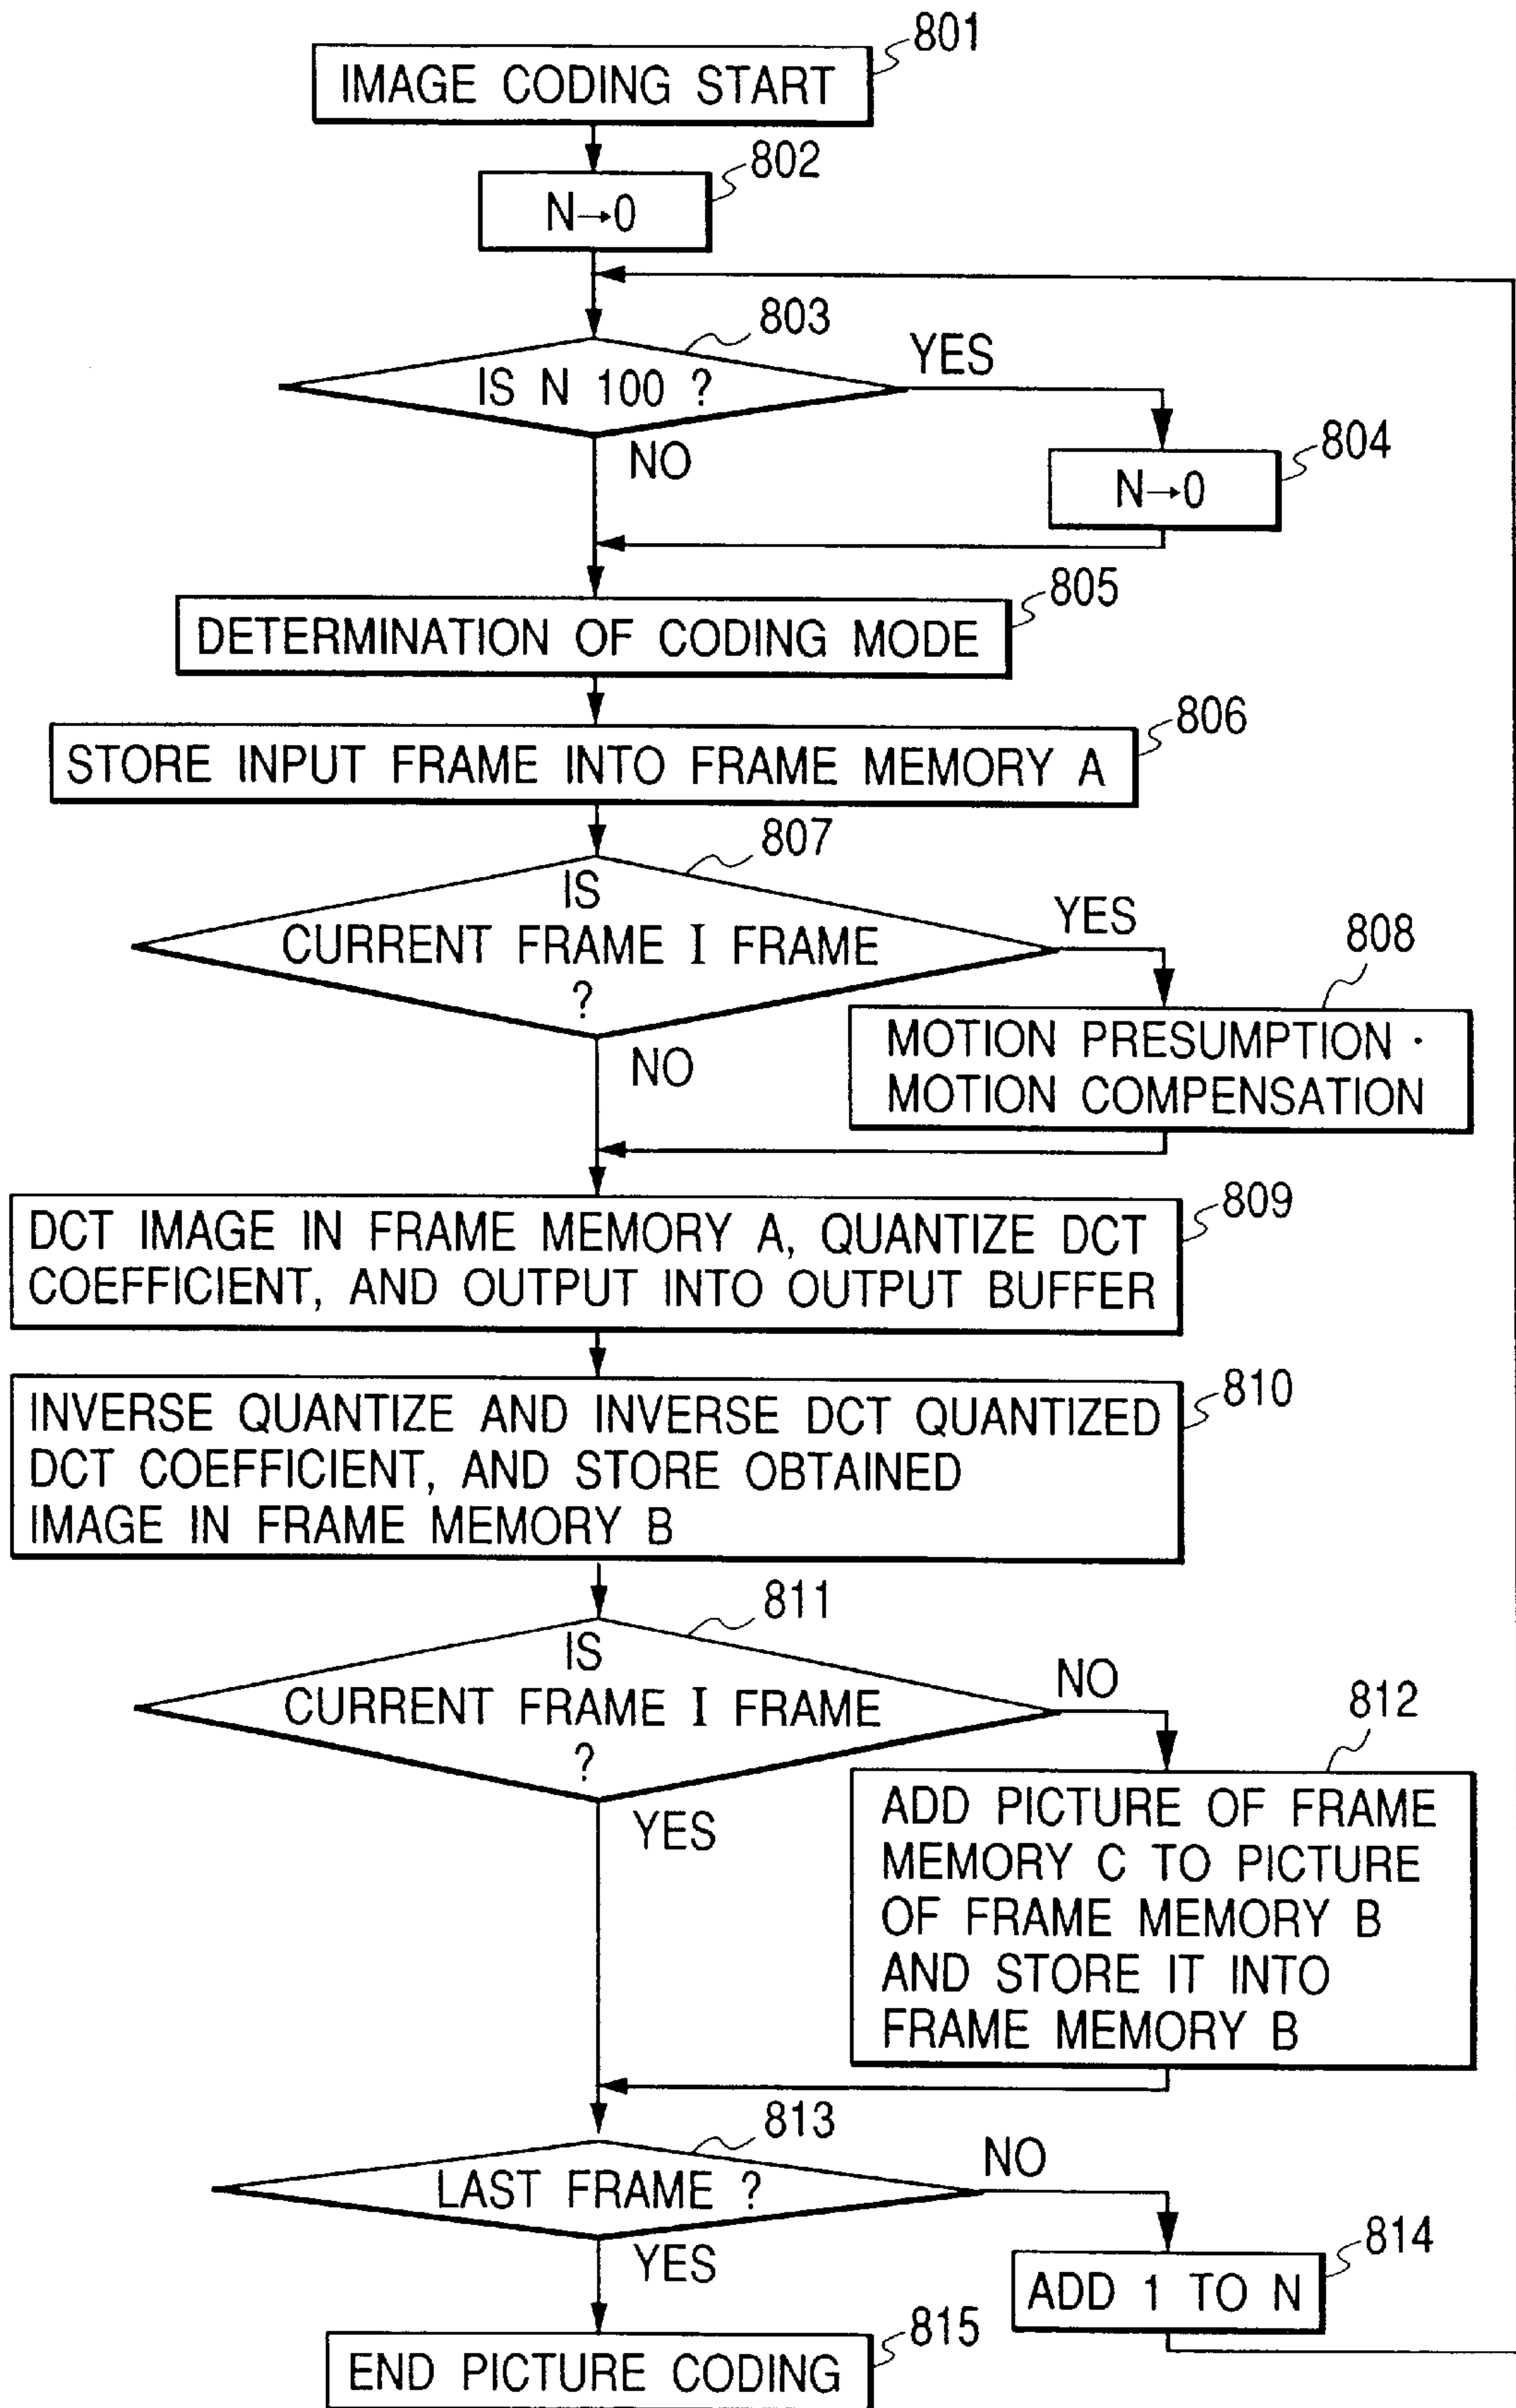 801
IMAGE CODING START
802
N→0
803
IS N 100 ?
YES
NO
804
N→0
805
DETERMINATION OF CODING MODE
806
STORE INPUT FRAME INTO FRAME MEMORY A
807
IS
CURRENT FRAME I FRAME
?
YES
NO
808
MOTION PRESUMPTION ·
MOTION COMPENSATION
809
DCT IMAGE IN FRAME MEMORY A, QUANTIZE DCT
COEFFICIENT, AND OUTPUT INTO OUTPUT BUFFER
810
INVERSE QUANTIZE AND INVERSE DCT QUANTIZED
DCT COEFFICIENT, AND STORE OBTAINED
IMAGE IN FRAME MEMORY B
811
IS
CURRENT FRAME I FRAME
?
NO
YES
812
ADD PICTURE OF FRAME
MEMORY C TO PICTURE
OF FRAME MEMORY B
AND STORE IT INTO
FRAME MEMORY B
813
LAST FRAME ?
NO
YES
814
ADD 1 TO N
815
END PICTURE CODING